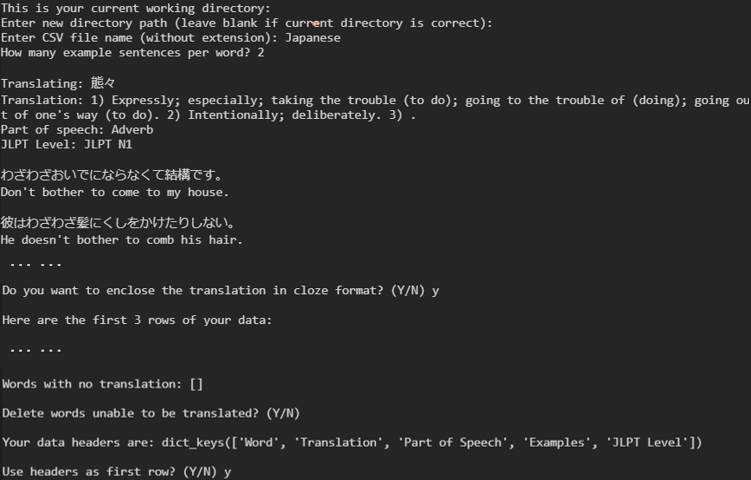 This is your current working directory:
Enter new directory path (leave blank if current directory is correct):
Enter CSV file name (without extension): Japanese
How many example sentences per word? 2
Translating: 態々
Translation: 1) Expressly; especially; taking the trouble (to do); going to the trouble of (doing); going ou
t of one's way (to do). 2) Intentionally; deliberately. 3) .
Part of speech: Adverb
JLPT Level: JLPT N1
わざわざおいでにならなくて結構です。
Don't bother to come to my house.
彼はわざわざ髪にくしをかけたりしない。
He doesn't bother to comb his hair.
... ...
Do you want to enclose the translation in cloze format? (Y/N) y
Here are the first 3 rows of your data:
... ...
Words with no translation: []
Delete words unable to be translated? (Y/N)
Your data headers are: dict_keys(['Word', 'Translation', 'Part of Speech', 'Examples', 'JLPT Level'])
Use headers as first row? (Y/N) y